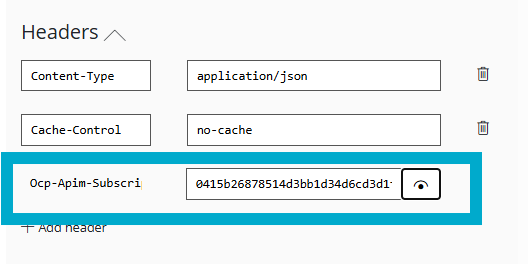 Headers
Content-Type application/json
Cache-Control no-cache
Ocp-Apim-Subscri 0415b26878514d3bb1d34d6cd3d1
+ Add header